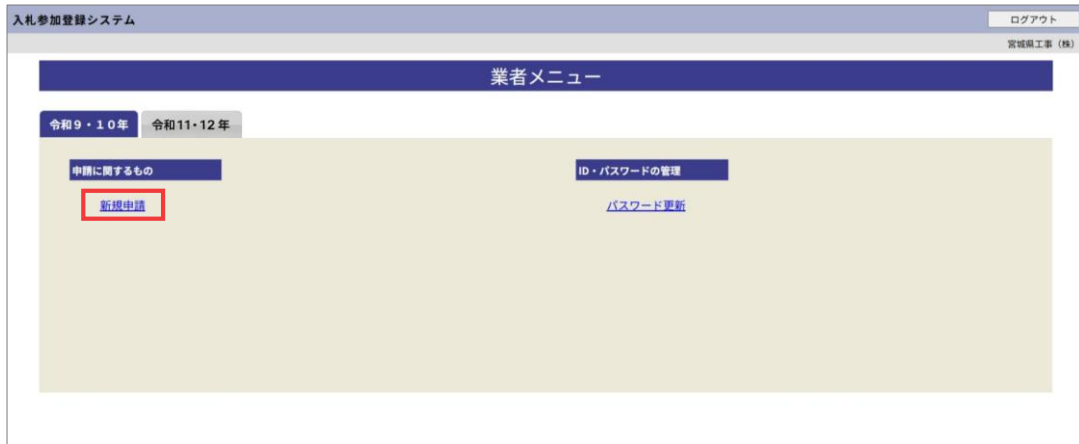 入札参加登録システム
ログアウト
宮城県工事（株）
業者メニュー
令和9・10年
令和11・12年
申請に関するもの
ID・パスワードの管理
新規申請
パスワード更新